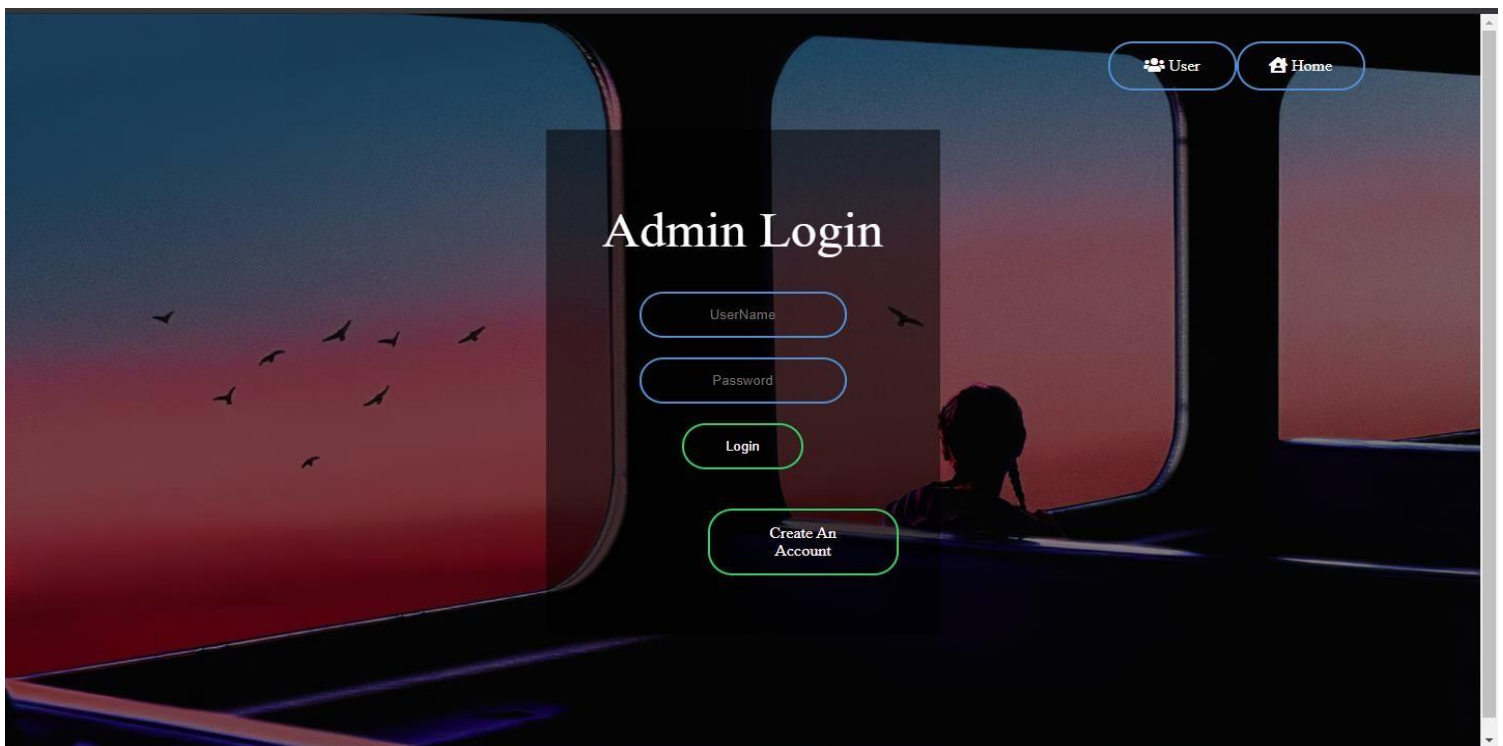 User Home
Admin Login
UserName
Password
Login
Create An
Account